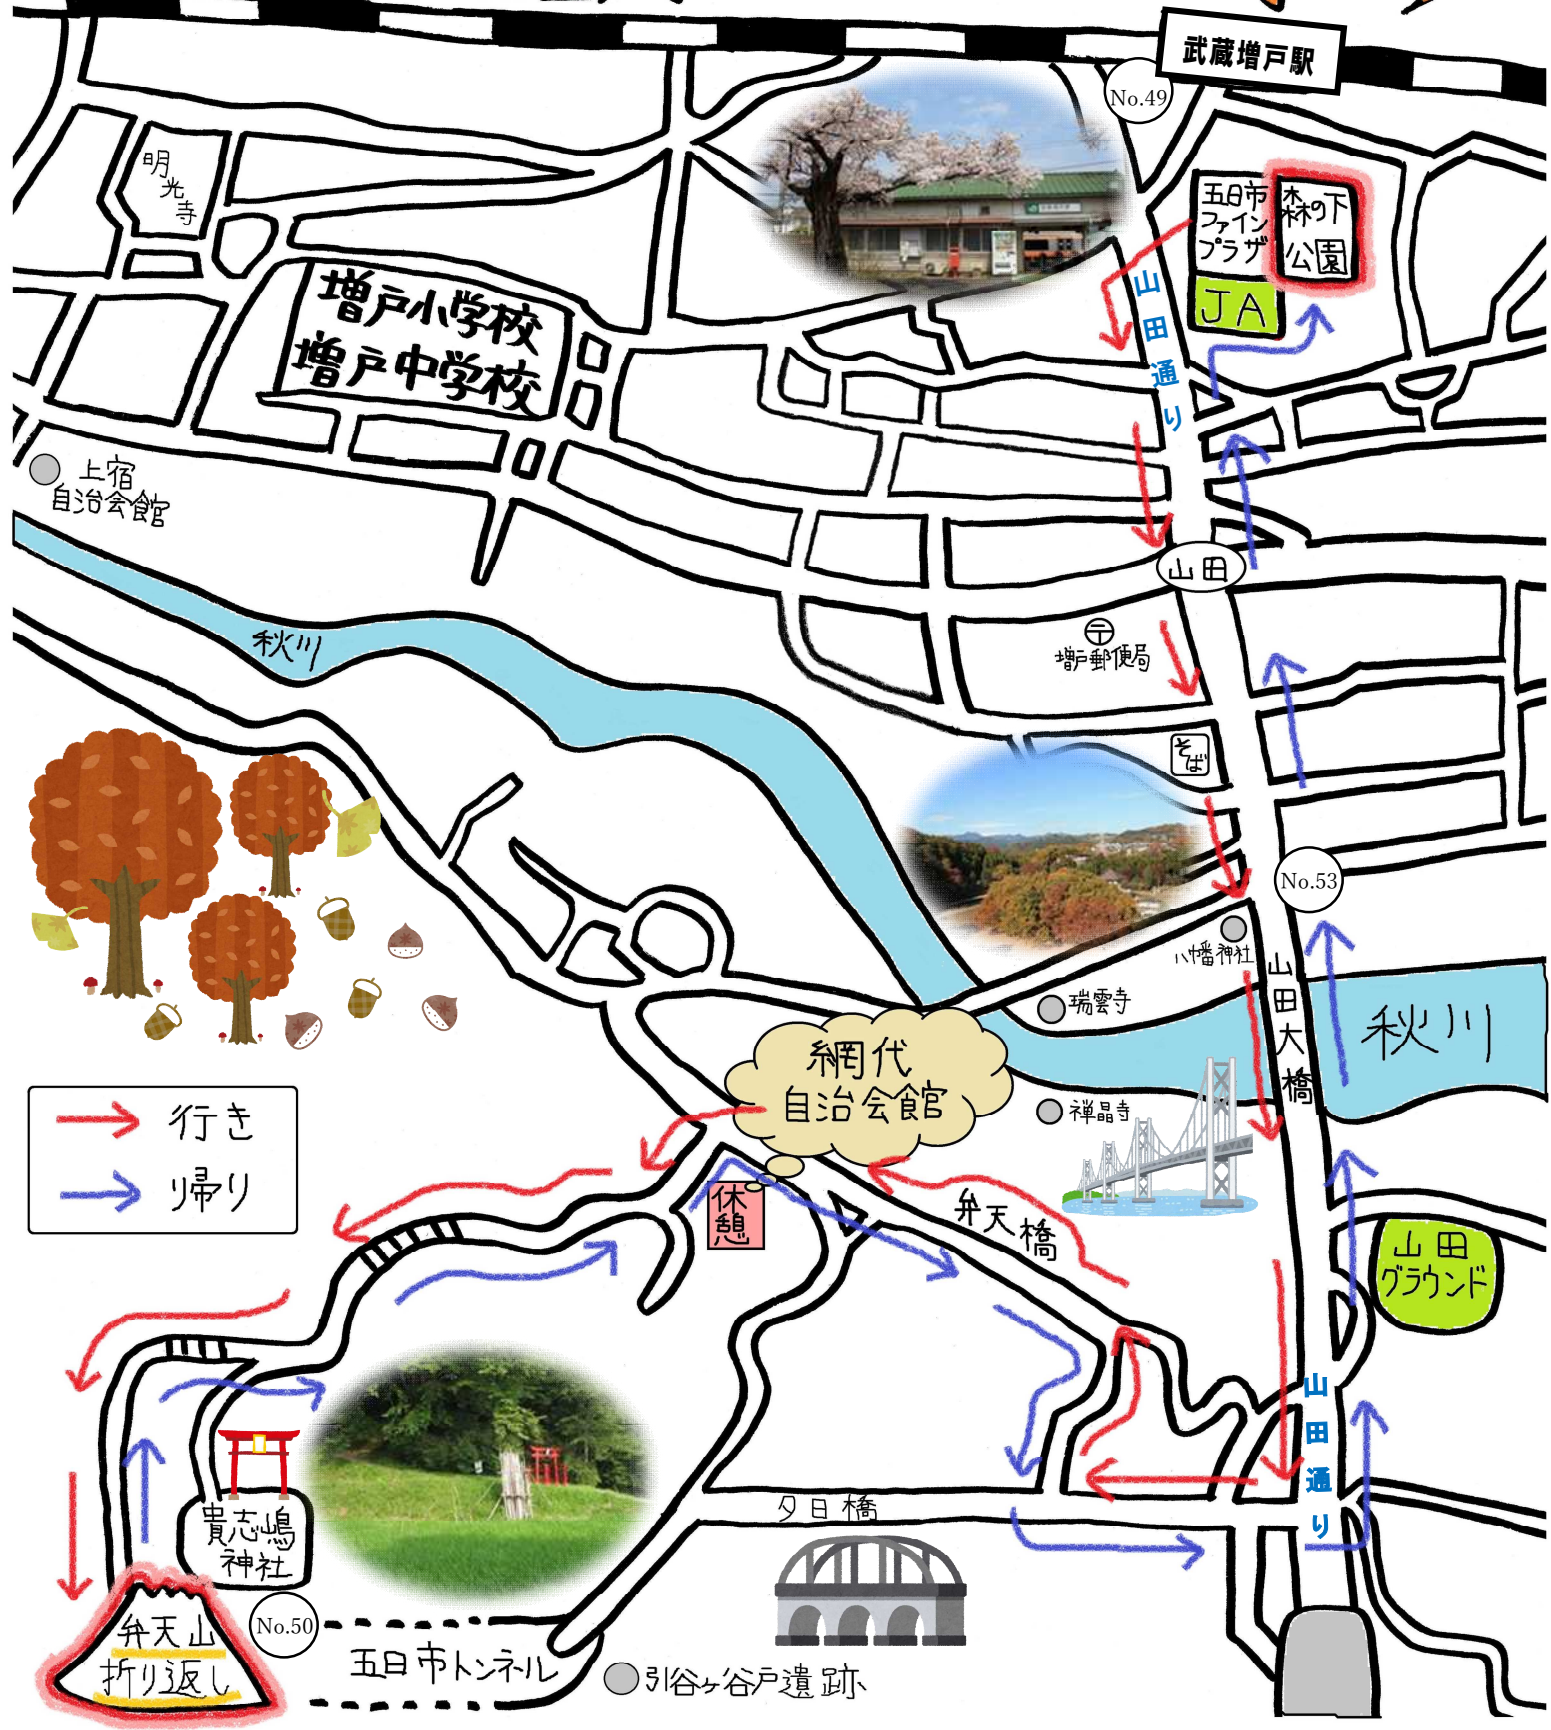 武蔵増戸駅
No.49
明光寺
五日市
ファイン
プラザ
森の下
公園
JA
山田通り
増戸小学校
増戸中学校
上宿
自治会館
山田
〒
増戸郵便局
秋川
そば
No.53
八幡神社
山田大橋
瑞雲寺
秋川
網代
自治会館
禅昌寺
行き
帰り
休憩
弁天橋
山田
グラウンド
山田通り
貴志嶋
神社
夕日橋
No.50
弁天山
折り返し
五日市トンネル
引谷ヶ谷戸遺跡